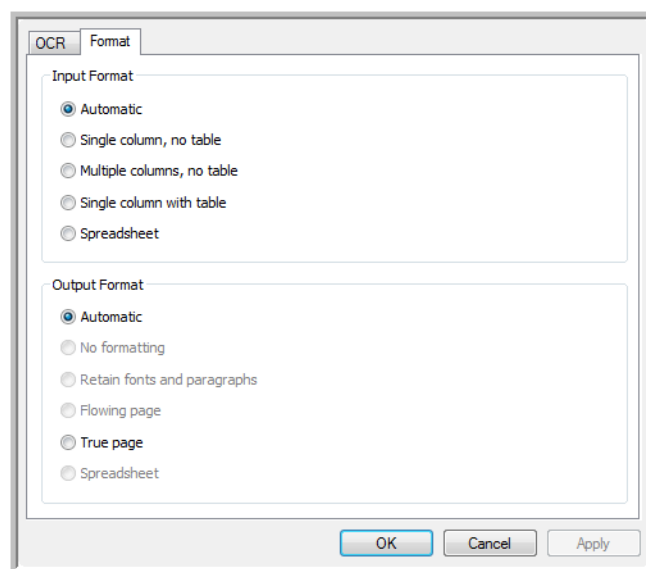 OCR Format
Input Format
Automatic
Single column, no table
Multiple columns, no table
Single column with table
Spreadsheet
Output Format
Automatic
No formatting
Retain fonts and paragraphs
Flowing page
True page
Spreadsheet
OK Cancel Apply